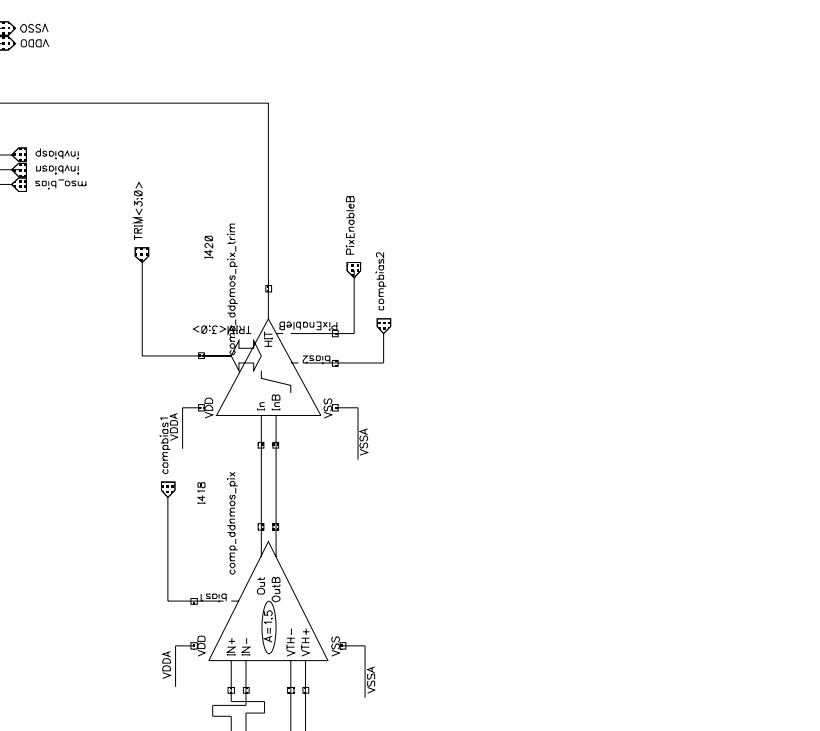 VSSO
VDDO
invbiasp
invbiasn
mso_bias
TRIM<3:0>
I420
comp_ddpmos_pix_trim
PixEnableB
compbias2
TRIM<3:0>
HIT
PixEnableB
bias2
VDD
In
InB
VSS
compbias1
VDDA
VSSA
I418
comp_ddnmos_pix
bias1
Out
OutB
A=1.5
VDD
IN+
IN-
VTH-
VTH+
VSS
VDDA
VSSA